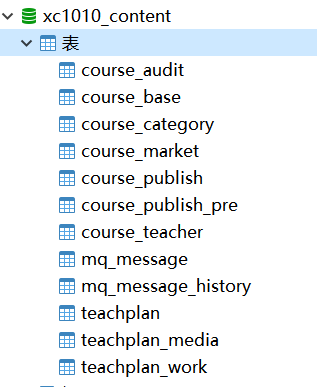 xc1010_content
表
course_audit
course_base
course_category
course_market
course_publish
course_publish_pre
course_teacher
mq_message
mq_message_history
teachplan
teachplan_media
teachplan_work